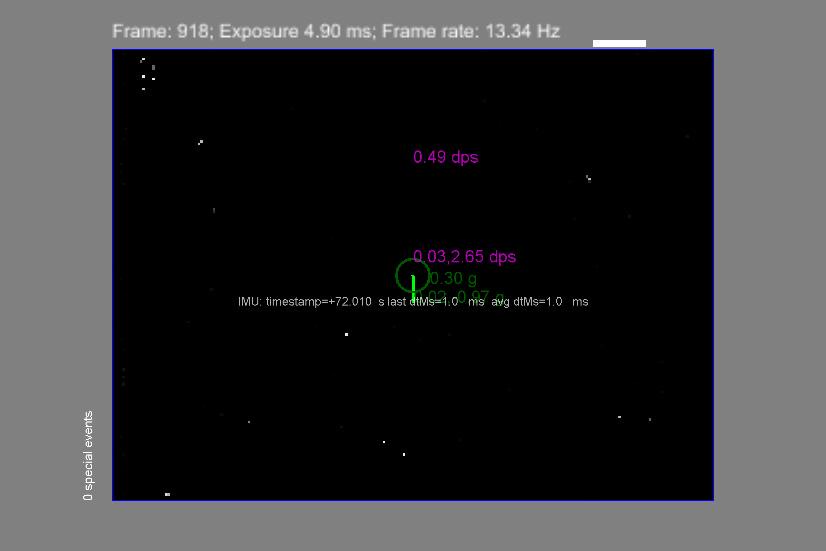 Frame: 918; Exposure 4.90 ms; Frame rate: 13.34 Hz
0.49 dps
0.03,2.65 dps
0.30 g
IMU: timestamp=+72.010 s last dtMs=1.0 ms avg dtMs=1.0 ms
0 special events